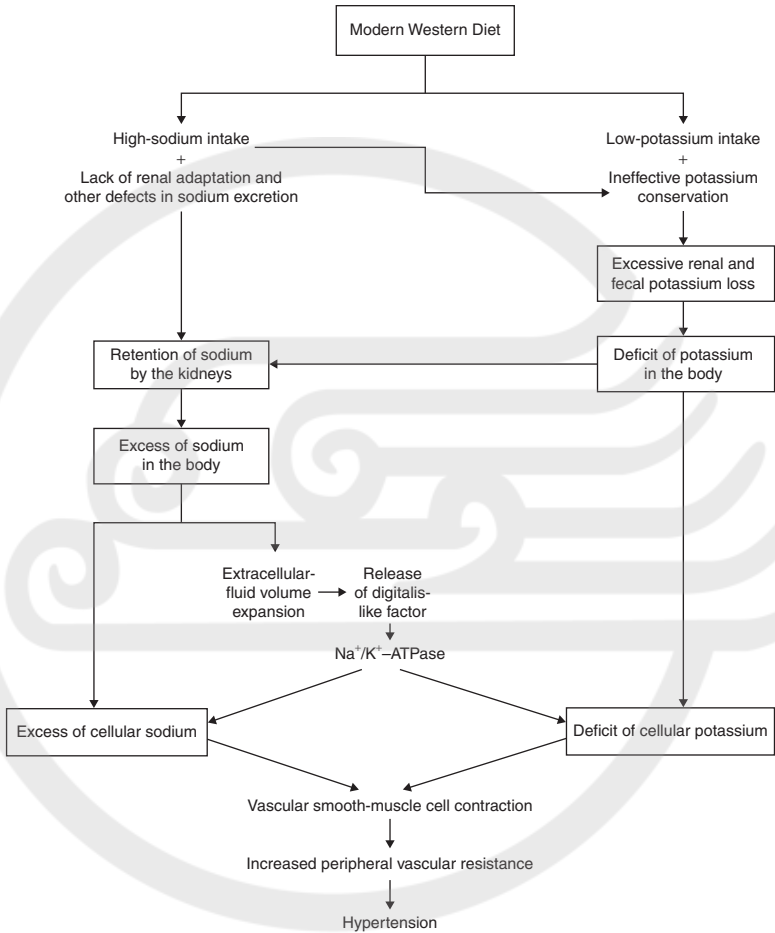 Modern Western Diet
High-sodium intake
+
Lack of renal adaptation and
other defects in sodium excretion
Low-potassium intake
+
Ineffective potassium
conservation
Excessive renal and
fecal potassium loss
Retention of sodium
by the kidneys
Deficit of potassium
in the body
Excess of sodium
in the body
Extracellular-
fluid volume
expansion
Release
of digitalis-
like factor
Na⁺/K⁺–ATPase
Excess of cellular sodium
Deficit of cellular potassium
Vascular smooth-muscle cell contraction
Increased peripheral vascular resistance
Hypertension